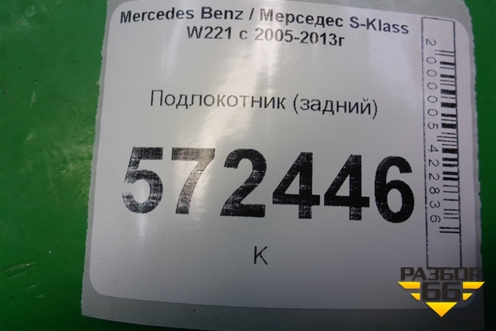 Mercedes Benz / Мерседес S-Klass
W221 с 2005-2013г
Подлокотник (задний)
572446
К
2000005422836
РАЗБОР
66